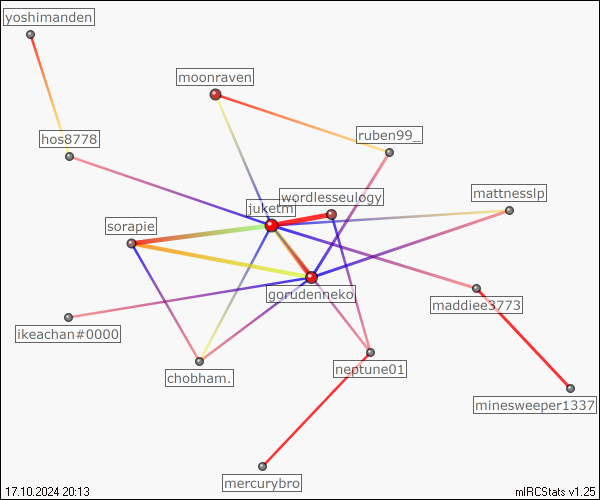 yoshimanden
moonraven
ruben99_
hos8778
mattnesslp
wordlesseulogy
juketm
sorapie
gorudenneko
maddiee3773
ikeachan#0000
neptune01
chobham.
minesweeper1337
mercurybro
17.10.2024 20:13
mIRCStats v1.25